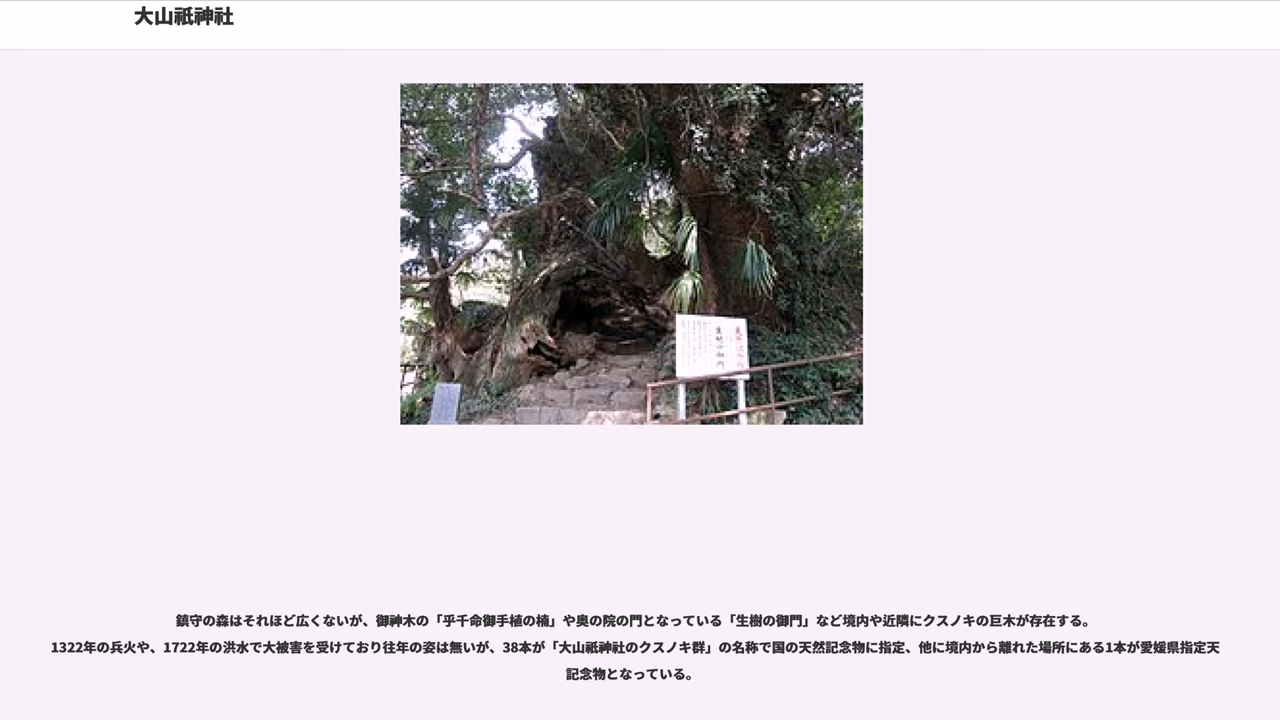 大山祇神社
生樹の御門
鎮守の森はそれほど広くないが、御神木の「乎千命御手植の楠」や奥の院の門となっている「生樹の御門」など境内や近隣にクスノキの巨木が存在する。
1322年の兵火や、1722年の洪水で大被害を受けており往年の姿は無いが、38本が「大山祇神社のクスノキ群」の名称で国の天然記念物に指定、他に境内から離れた場所にある1本が愛媛県指定天
記念物となっている。